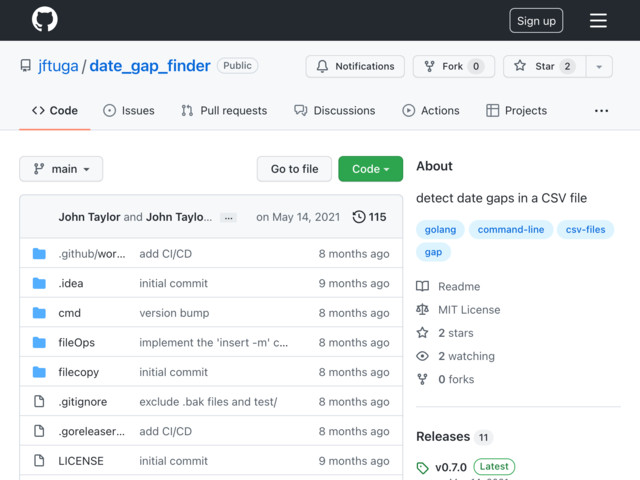 Sign up
jftuga / date_gap_finder Public
Notifications Fork 0 Star 2
Code Issues Pull requests Discussions Actions Projects ...
main Go to file Code
John Taylor and John Taylo... ... on May 14, 2021 115
.github/wor... add CI/CD 8 months ago
.idea initial commit 9 months ago
cmd version bump 8 months ago
fileOps implement the 'insert -m' c... 8 months ago
filecopy initial commit 8 months ago
.gitignore exclude .bak files and test/ 8 months ago
.goreleaser... add CI/CD 8 months ago
LICENSE initial commit 9 months ago
About
detect date gaps in a CSV file
golang command-line csv-files
gap
Readme
MIT License
2 stars
2 watching
0 forks
Releases 11
v0.7.0 Latest